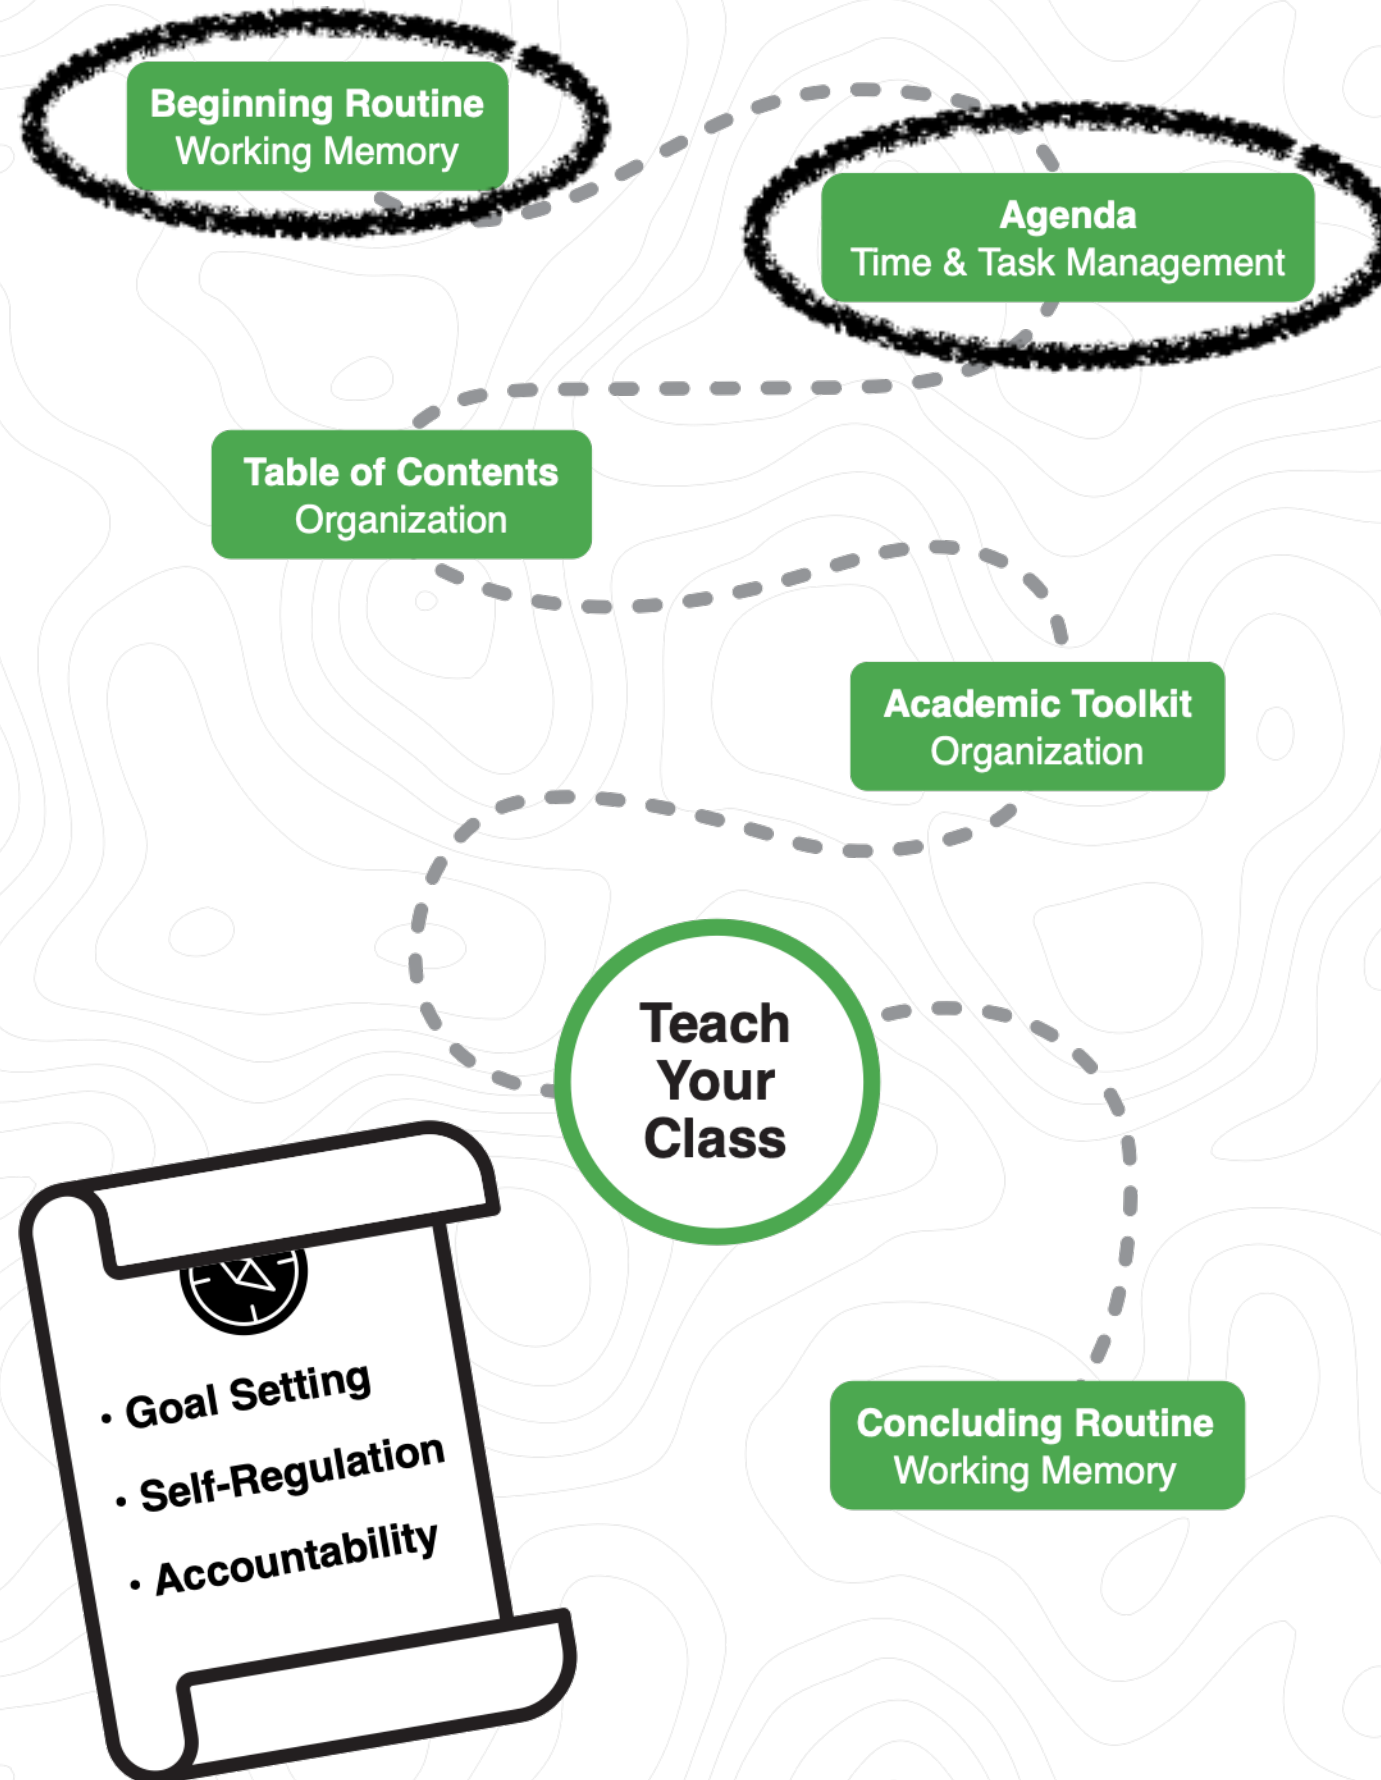 Beginning Routine
Working Memory
Agenda
Time & Task Management
Table of Contents
Organization
Academic Toolkit
Organization
Teach
Your
Class
• Goal Setting
• Self-Regulation
• Accountability
Concluding Routine
Working Memory